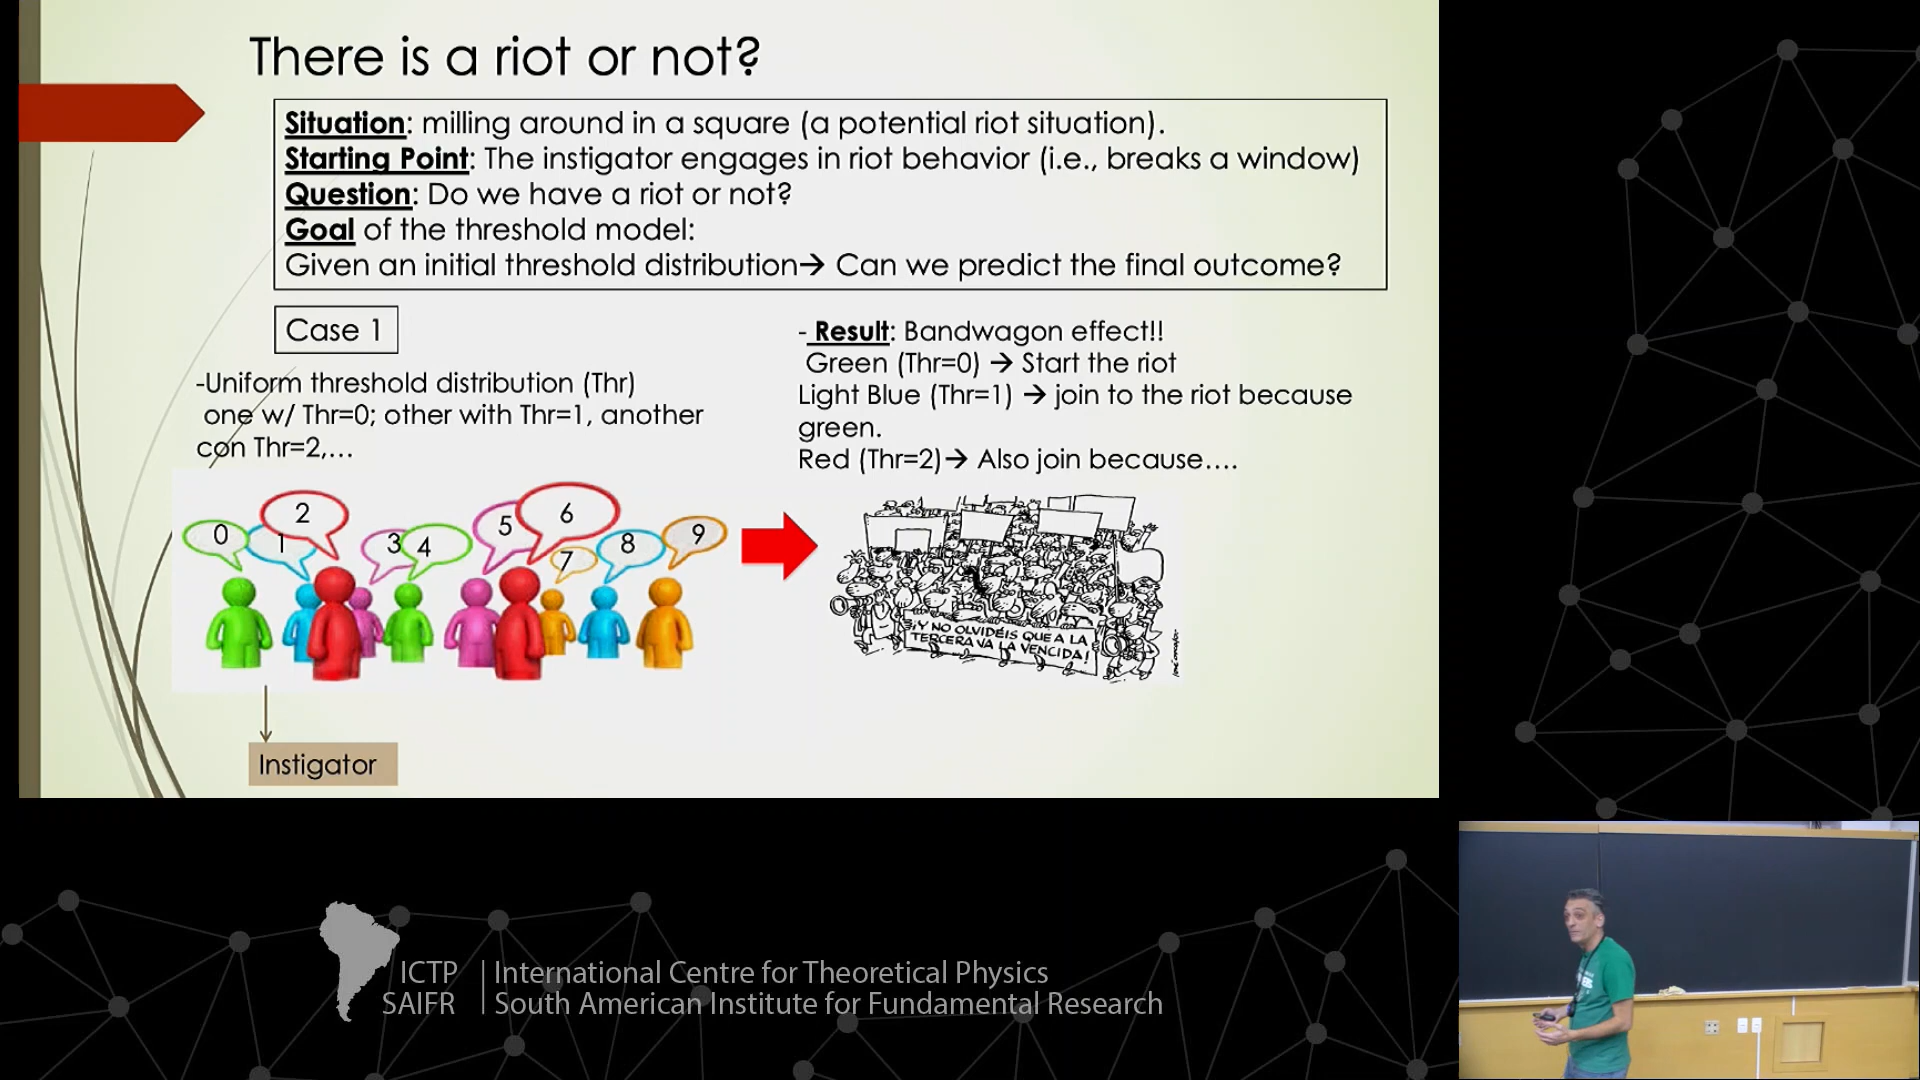 There is a riot or not?
Situation: milling around in a square (a potential riot situation).
Starting Point: The instigator engages in riot behavior (i.e., breaks a window)
Question: Do we have a riot or not?
Goal of the threshold model:
Given an initial threshold distribution→ Can we predict the final outcome?
Case 1
-Uniform threshold distribution (Thr)
one w/ Thr=0; other with Thr=1, another
con Thr=2,…
- Result: Bandwagon effect!!
Green (Thr=0) → Start the riot
Light Blue (Thr=1) → join to the riot because
green.
Red (Thr=2)→ Also join because….
0
1
2
3
4
5
6
7
8
9
¡Y NO OLVIDÉIS QUE A LA
TERCERA VA LA VENCIDA!
Instigator
ICTP
SAIFR
International Centre for Theoretical Physics
South American Institute for Fundamental Research